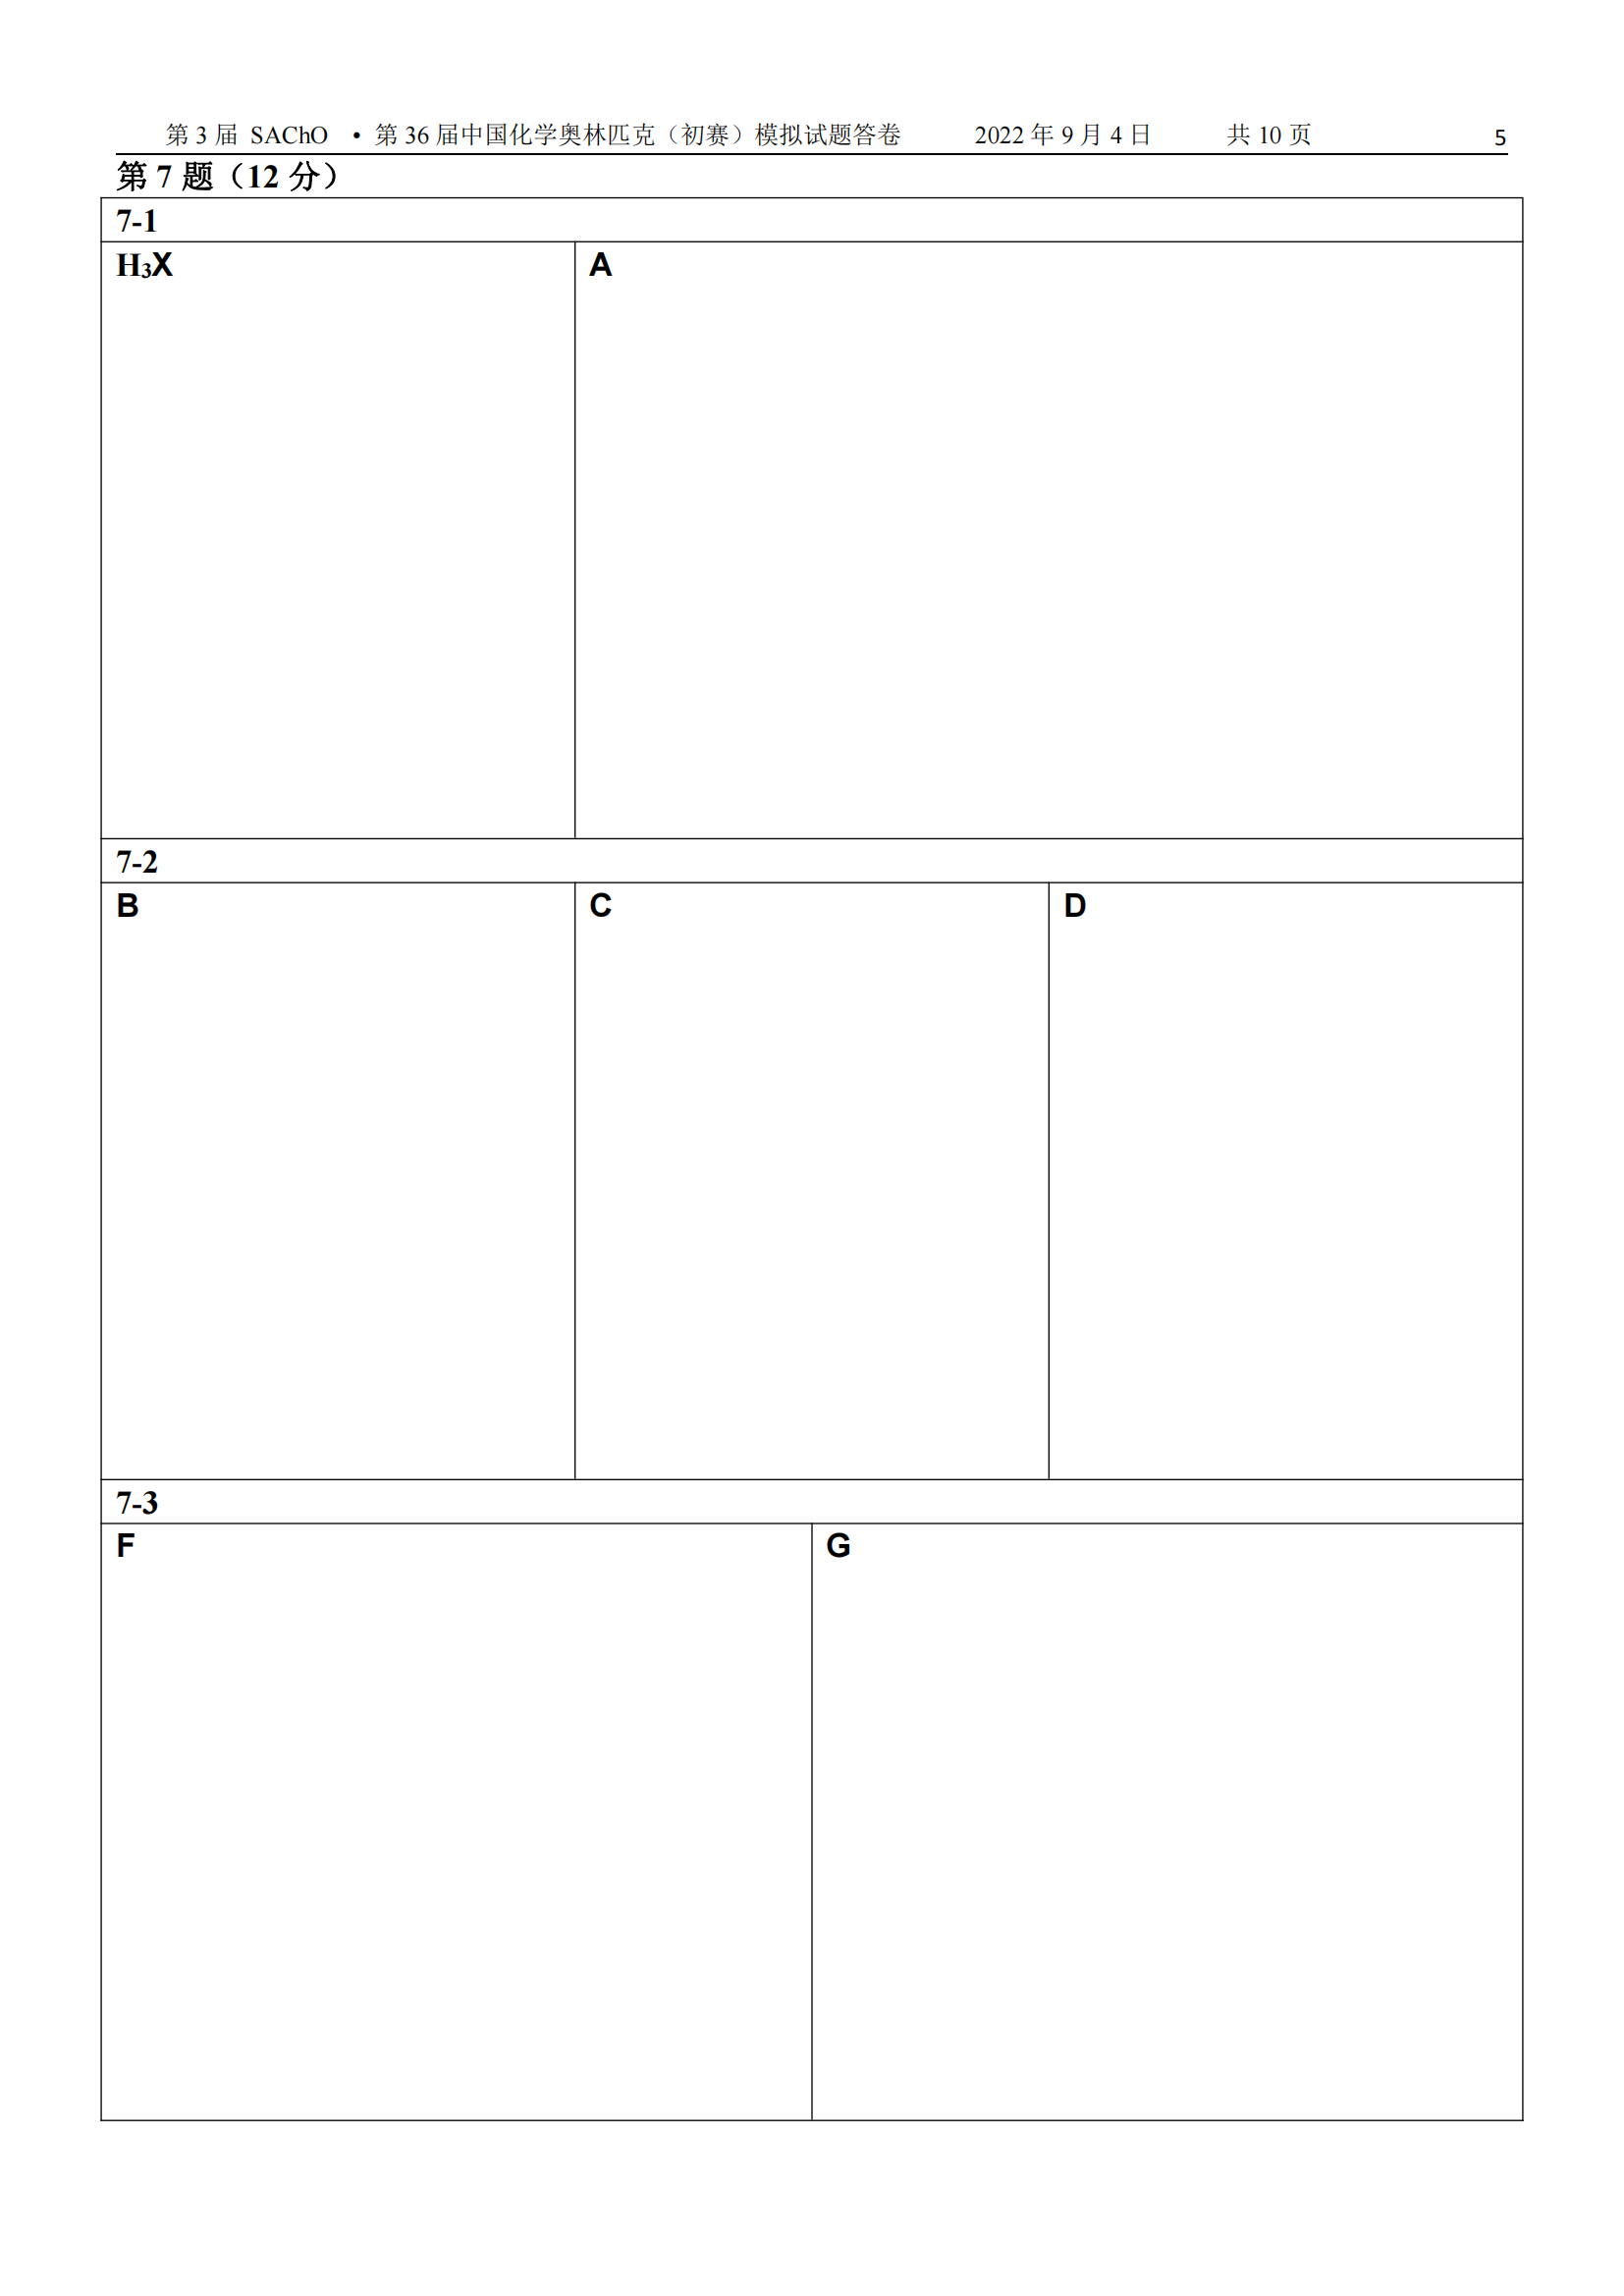 第 3 届 SAChO • 第 36 届中国化学奥林匹克（初赛）模拟试题答卷 2022 年 9 月 4 日 共 10 页 5
第 7 题（12 分）
7-1
H₃X A
7-2
B C D
7-3
F G